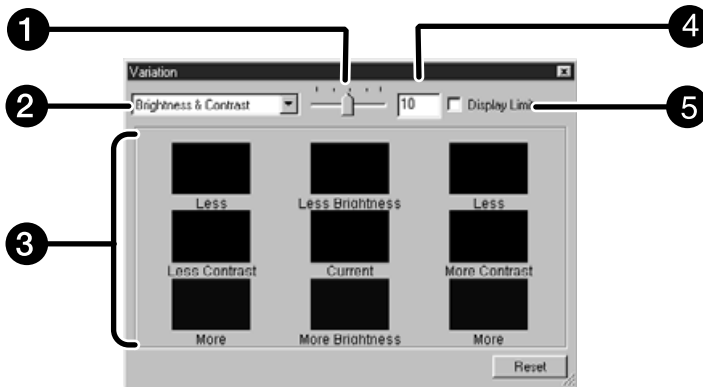 1
4
Variation
2
Brightness & Contrast
10
Display Limit
5
Less
Less Brightness
Less
3
Less Contrast
Current
More Contrast
More
More Brightness
More
Reset